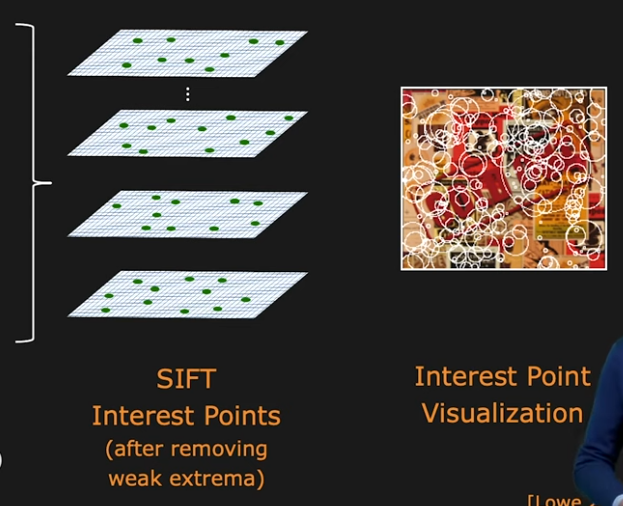 SIFT
Interest Points
(after removing
weak extrema)
Interest Point
Visualization
[Lowe